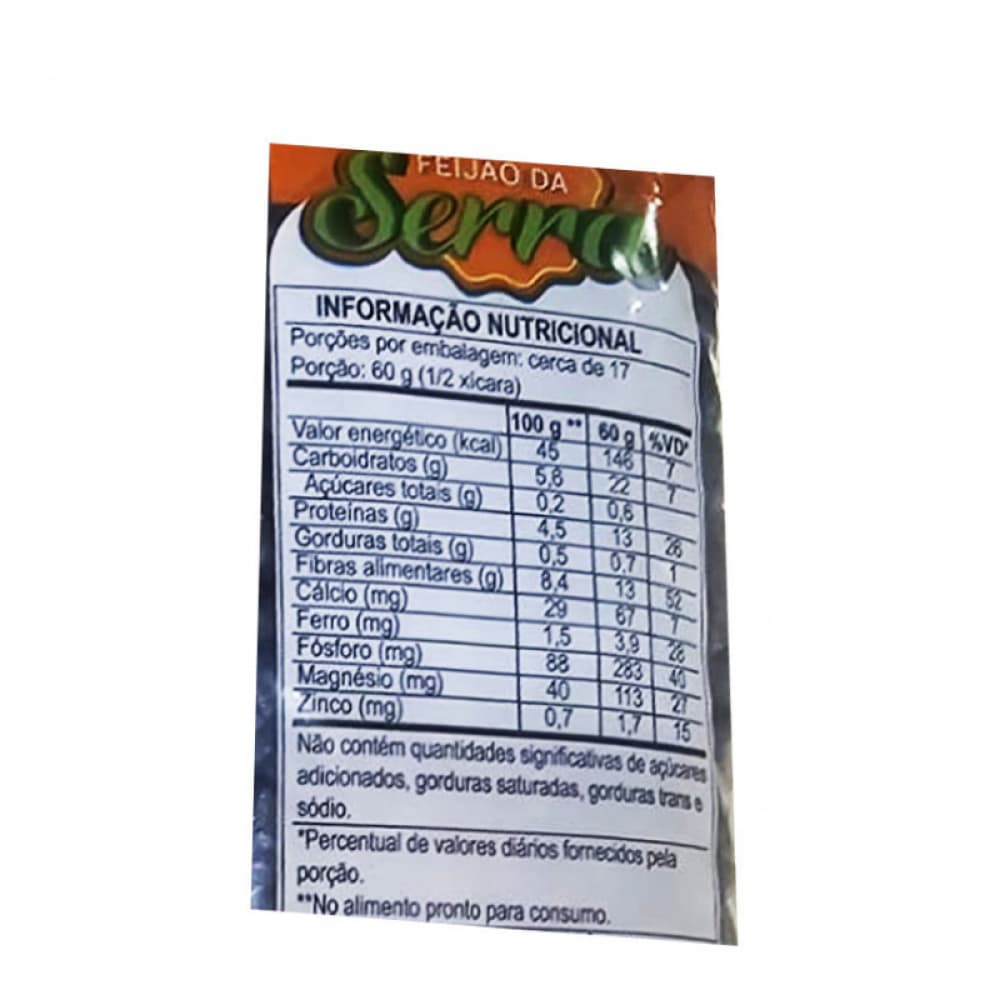 FEIJÃO DA
Serra
INFORMAÇÃO NUTRICIONAL
Porções por embalagem: cerca de 17
Porção: 60 g (1/2 xícara)
100 g ** 60 g %VD*
Valor energético (kcal) 45 146 7
Carboidratos (g) 5,8 22 7
Açúcares totais (g) 0,2 0,6
Proteínas (g) 4,5 13 26
Gorduras totais (g) 0,5 0,7 1
Fibras alimentares (g) 8,4 13 52
Cálcio (mg) 29 67 7
Ferro (mg) 1,5 3,9 28
Fósforo (mg) 88 283 40
Magnésio (mg) 40 113 27
Zinco (mg) 0,7 1,7 15
Não contém quantidades significativas de açúcares
adicionados, gorduras saturadas, gorduras trans e
sódio.
*Percentual de valores diários fornecidos pela
porção.
**No alimento pronto para consumo.